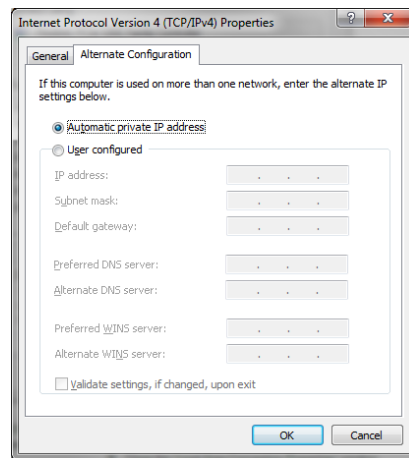 Internet Protocol Version 4 (TCP/IPv4) Properties
General
Alternate Configuration
If this computer is used on more than one network, enter the alternate IP
settings below.
Automatic private IP address
User configured
IP address:
Subnet mask:
Default gateway:
Preferred DNS server:
Alternate DNS server:
Preferred WINS server:
Alternate WINS server:
Validate settings, if changed, upon exit
OK
Cancel